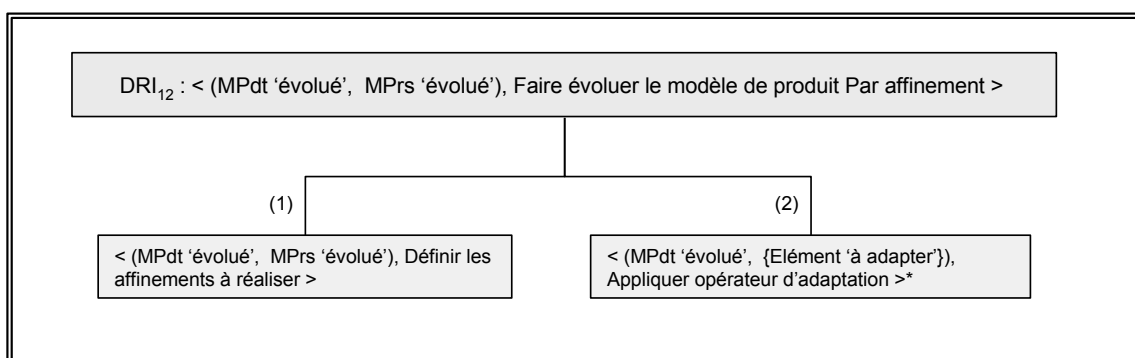 DRI12 : < (MPdt ‘évolué’, MPrs ‘évolué’), Faire évoluer le modèle de produit Par affinement >
(1)
(2)
< (MPdt ‘évolué’, MPrs ‘évolué’), Définir les
affinements à réaliser >
< (MPdt ‘évolué’, {Elément ‘à adapter’}),
Appliquer opérateur d’adaptation >*